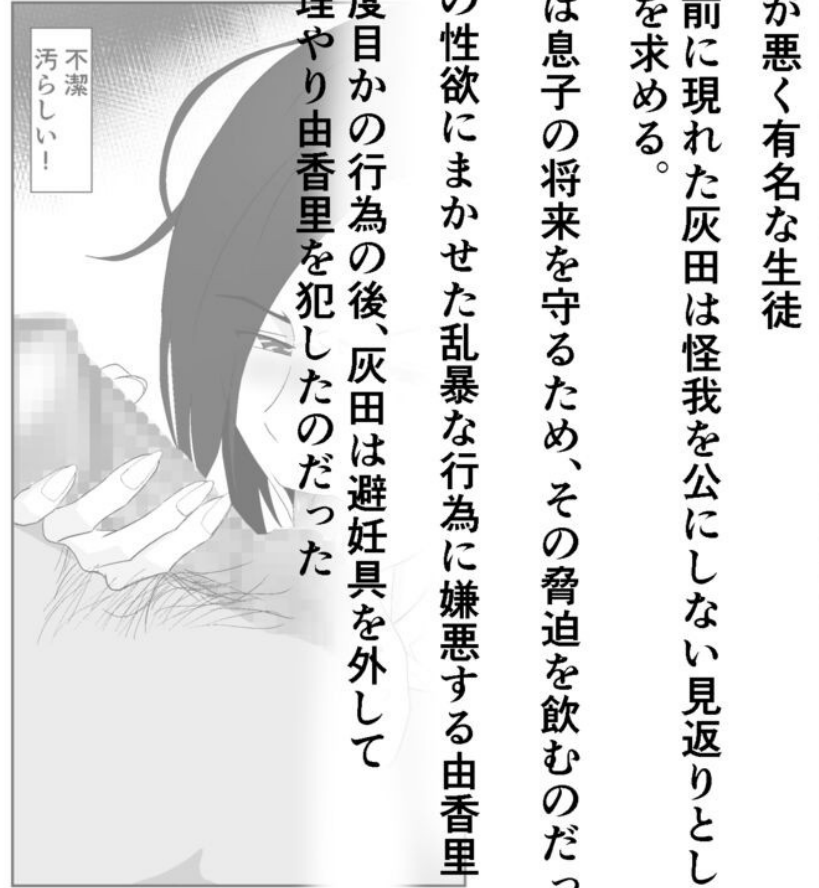 が悪く有名な生徒
前に現れた灰田は怪我を公にしない見返りとし
を求める。
は息子の将来を守るため、その脅迫を飲むのだっ
の性欲にまかせた乱暴な行為に嫌悪する由香里
度目かの行為の後、灰田は避妊具を外して
理やり由香里を犯したのだった
不潔
汚らしい！